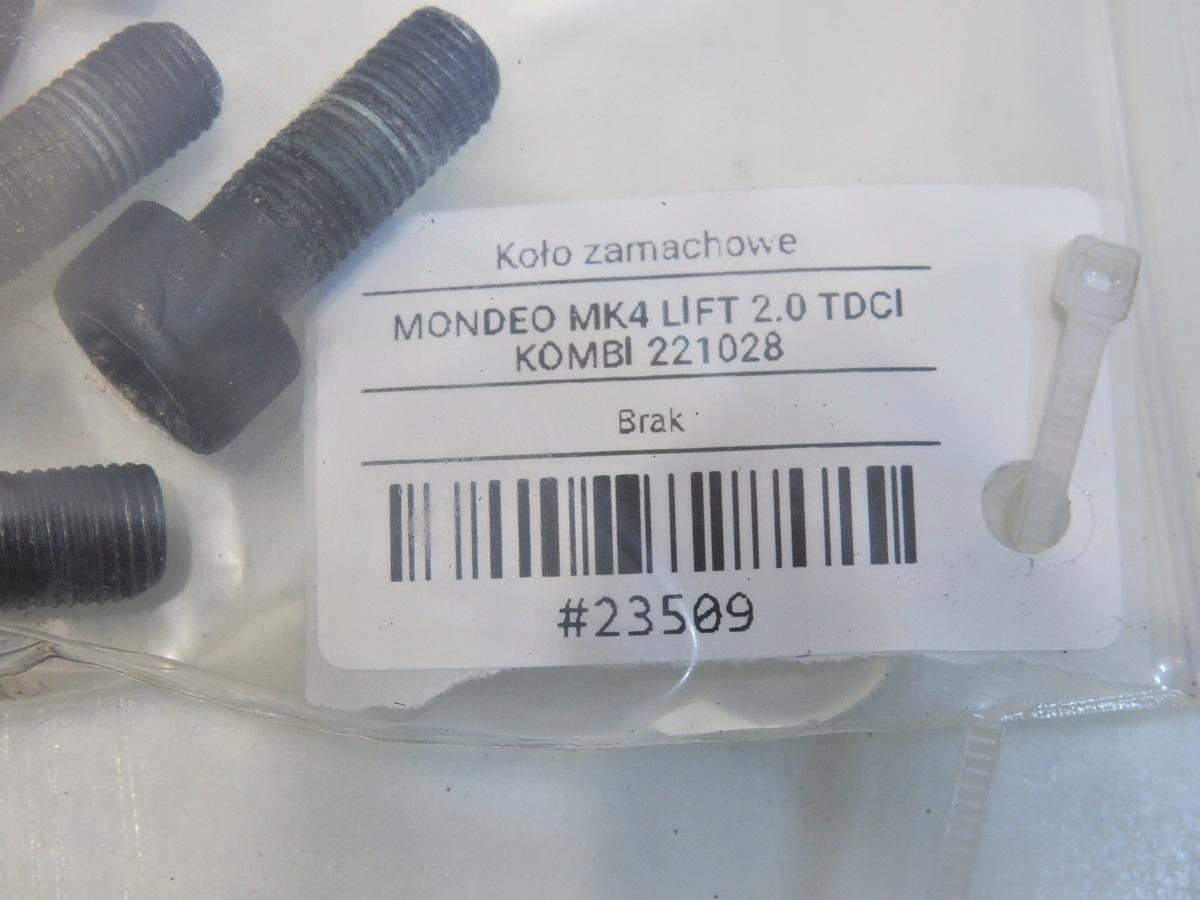 Koło zamachowe
MONDEO MK4 LIFT 2.0 TDCI
KOMBI 221028
Brak
#23509